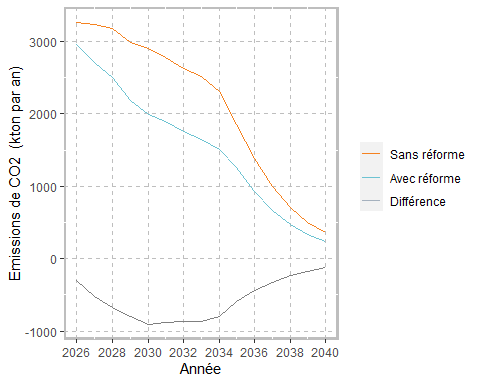 Emissions de CO2  (kton par an)
3000
2000
1000
0
-1000
2026 2028 2030 2032 2034 2036 2038 2040
Année
Sans réforme
Avec réforme
Différence